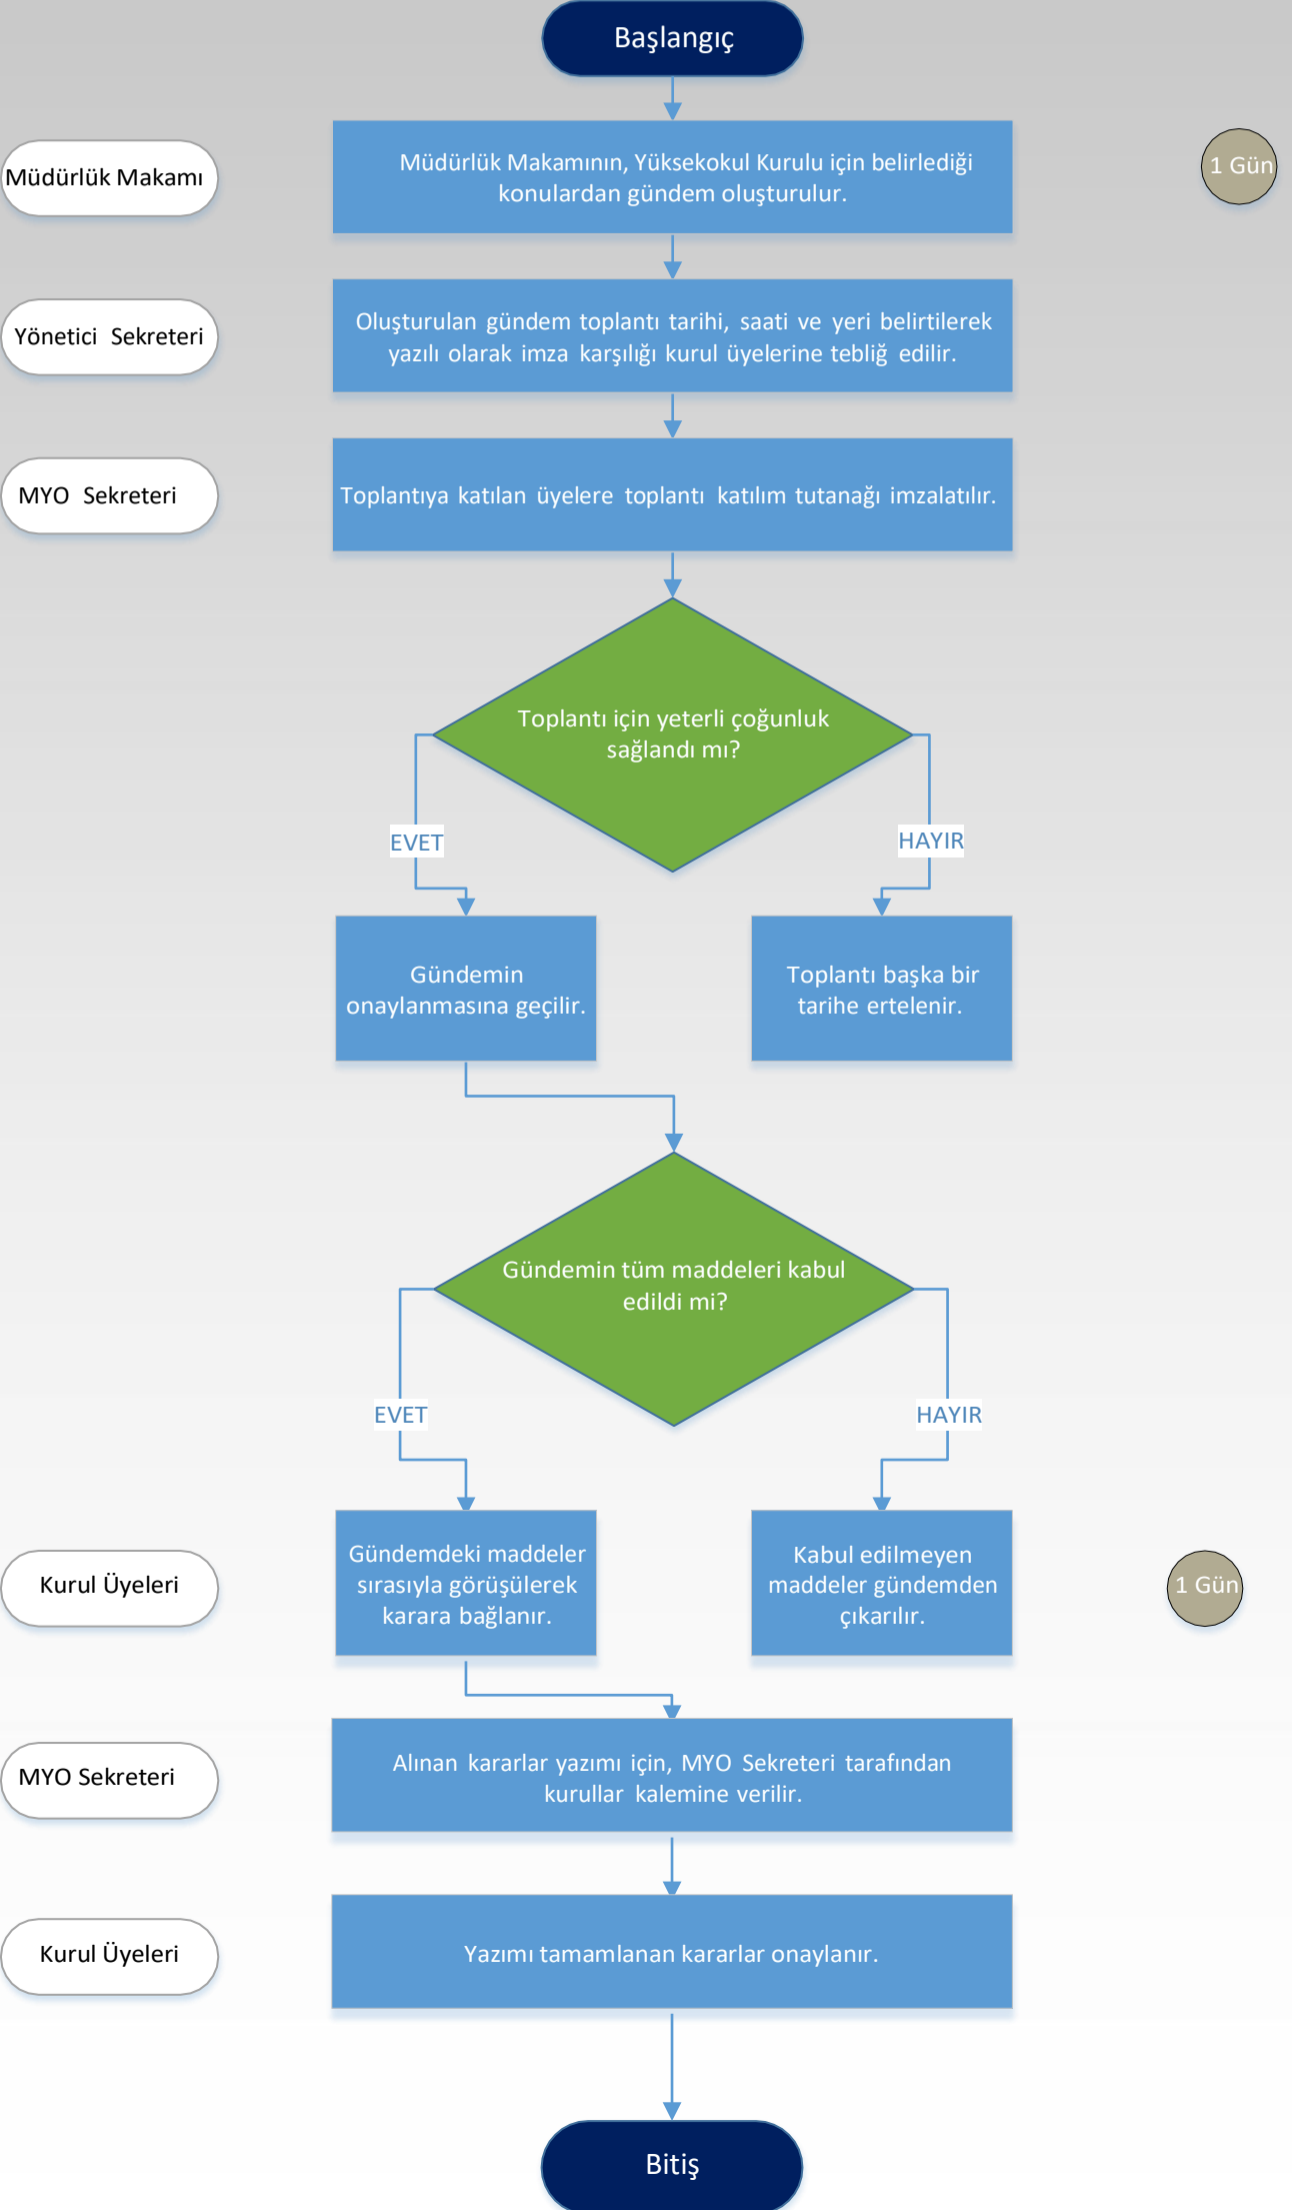 Başlangıç
Müdürlük Makamı
Müdürlük Makamının, Yüksekokul Kurulu için belirlediği
konulardan gündem oluşturulur.
1 Gün
Yönetici Sekreteri
Oluşturulan gündem toplantı tarihi, saati ve yeri belirtilerek
yazılı olarak imza karşılığı kurul üyelerine tebliğ edilir.
MYO Sekreteri
Toplantıya katılan üyelere toplantı katılım tutanağı imzalatılır.
Toplantı için yeterli çoğunluk
sağlandı mı?
EVET
HAYIR
Gündemin
onaylanmasına geçilir.
Toplantı başka bir
tarihe ertelenir.
Gündemin tüm maddeleri kabul
edildi mi?
EVET
HAYIR
Kurul Üyeleri
Gündemdeki maddeler
sırasıyla görüşülerek
karara bağlanır.
Kabul edilmeyen
maddeler gündemden
çıkarılır.
1 Gün
MYO Sekreteri
Alınan kararlar yazımı için, MYO Sekreteri tarafından
kurullar kalemine verilir.
Kurul Üyeleri
Yazımı tamamlanan kararlar onaylanır.
Bitiş